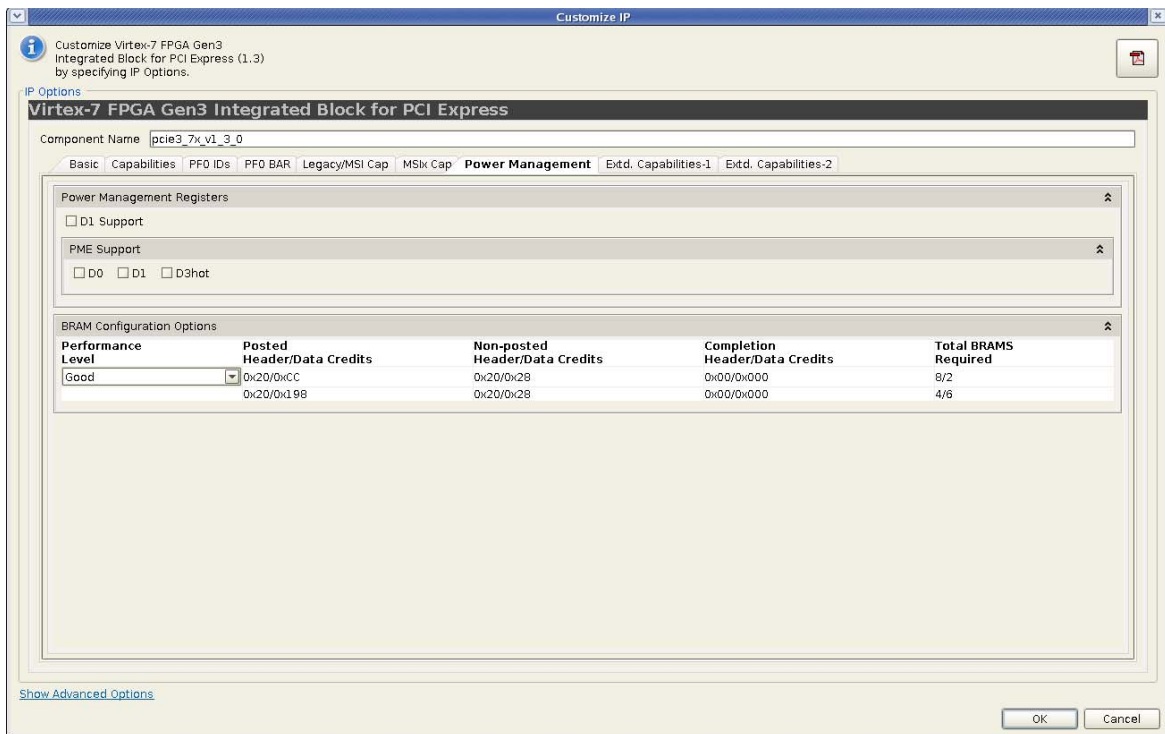 Customize IP
Customize Virtex-7 FPGA Gen3
Integrated Block for PCI Express (1.3)
by specifying IP Options.
IP Options
Virtex-7 FPGA Gen3 Integrated Block for PCI Express
Component Name pcie3_7x_v1_3_0
Basic Capabilities PF0 IDs PF0 BAR Legacy/MSI Cap MSIx Cap Power Management Extd. Capabilities-1 Extd. Capabilities-2
Power Management Registers
D1 Support
PME Support
D0 D1 D3hot
BRAM Configuration Options
Performance Level Posted Header/Data Credits Non-posted Header/Data Credits Completion Header/Data Credits Total BRAMS Required
Good 0x20/0xCC 0x20/0x28 0x00/0x000 8/2
0x20/0x198 0x20/0x28 0x00/0x000 4/6
Show Advanced Options
OK Cancel